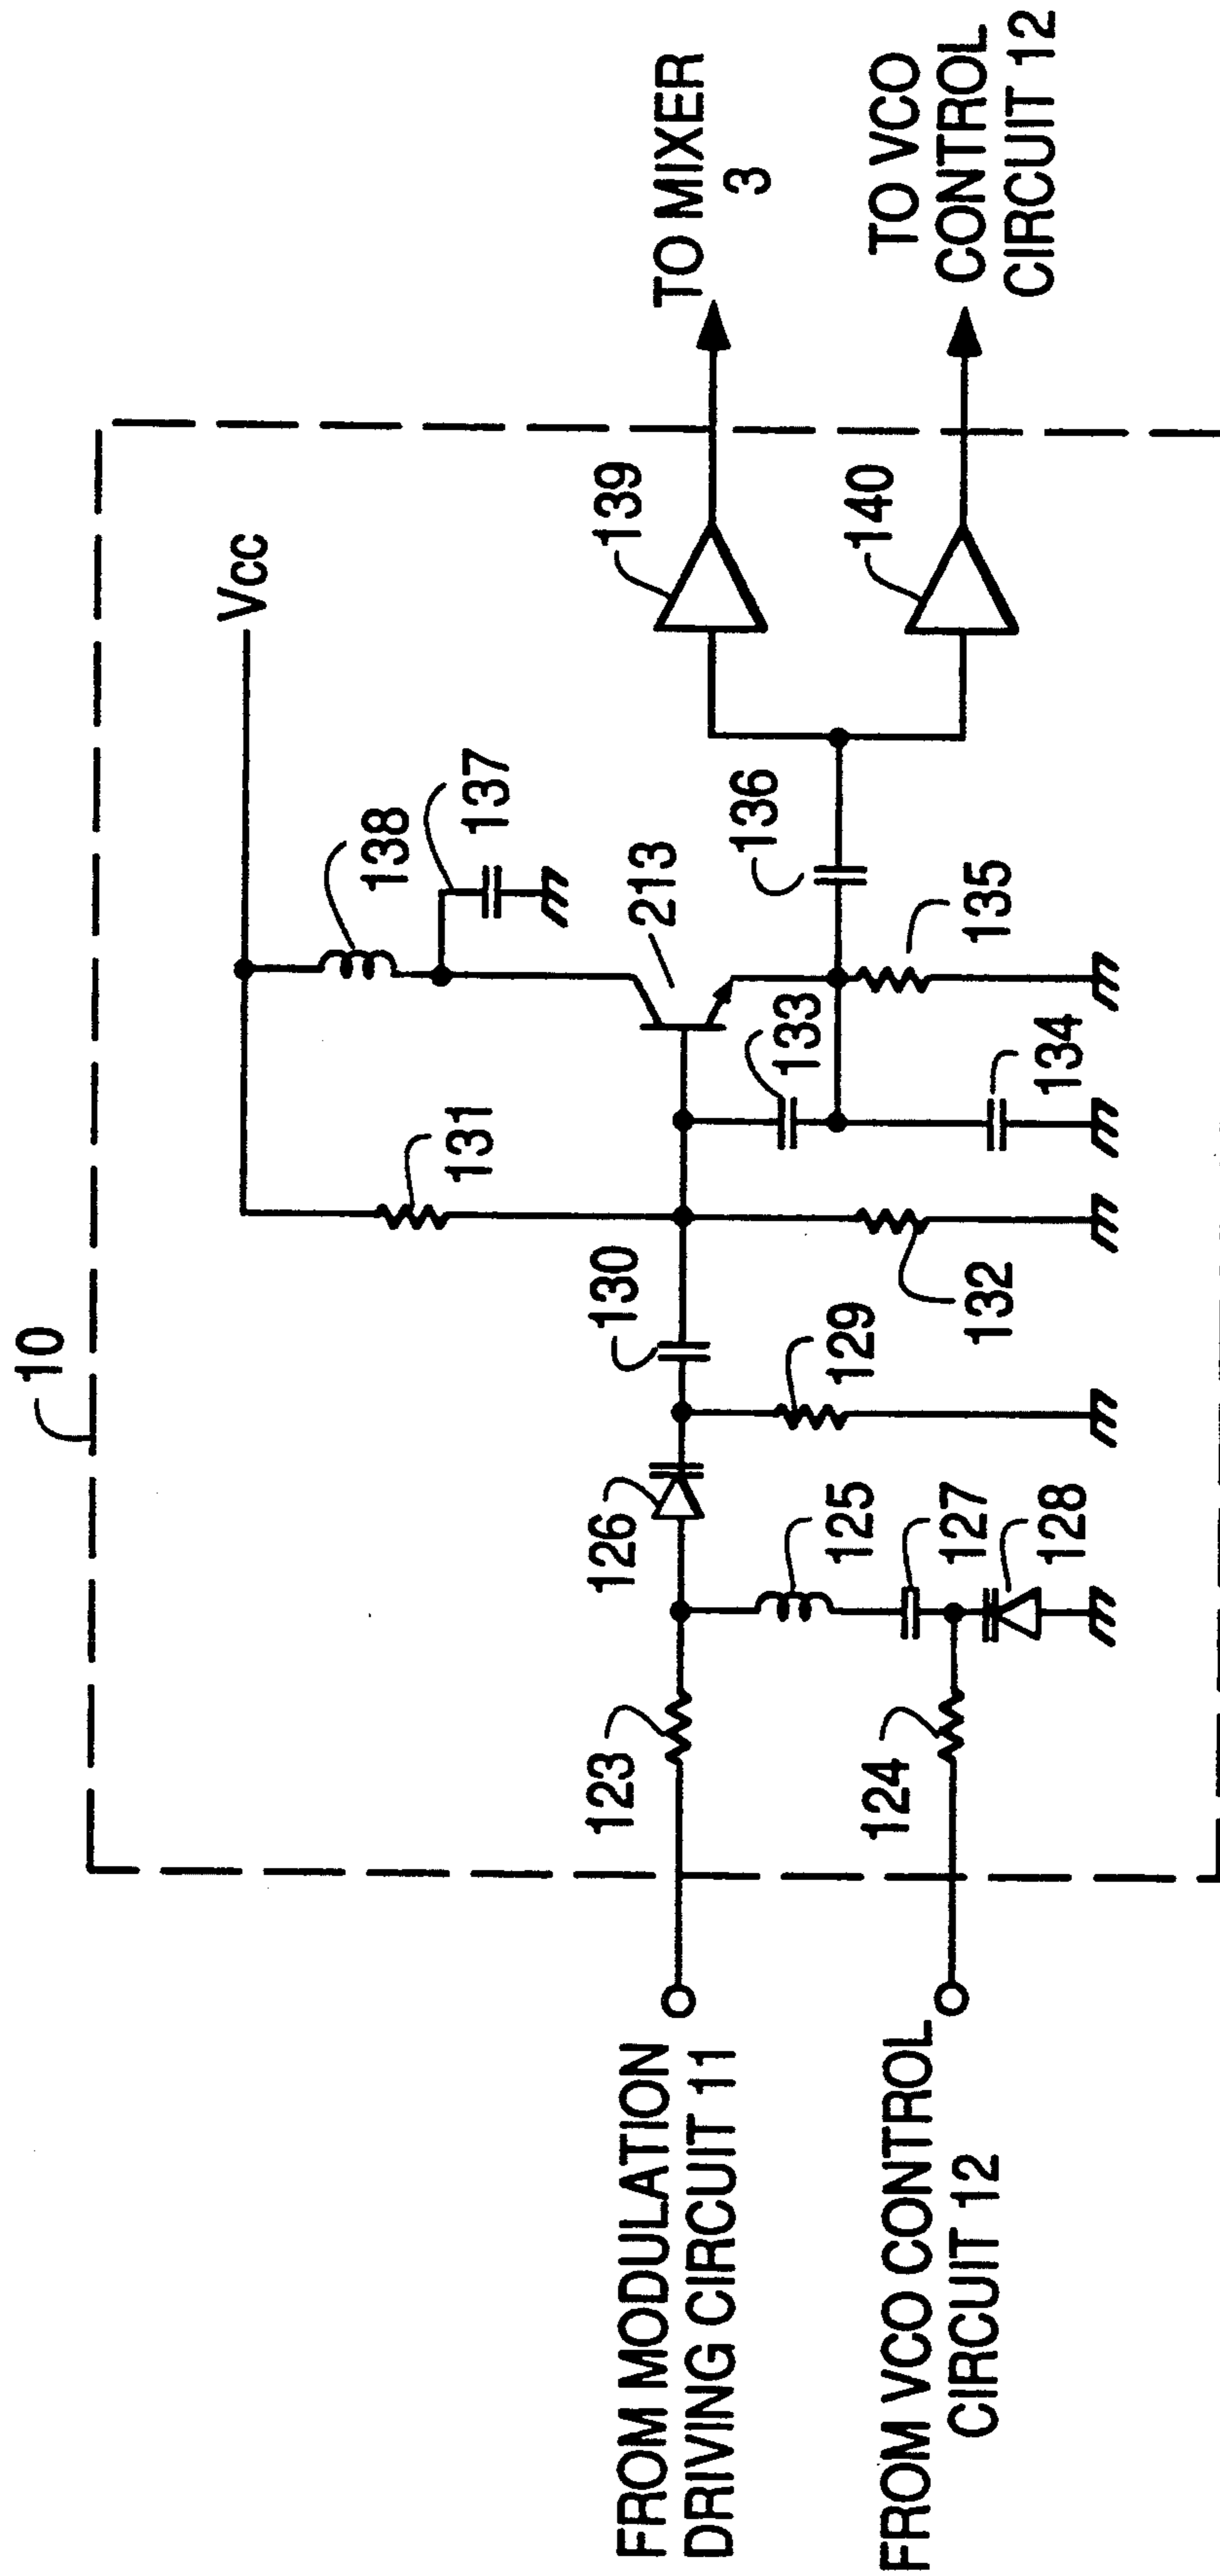 10
Vcc
138
137
131
139
TO MIXER
3
213
136
130
133
126
129
123
125
132
134
135
140
TO VCO
CONTROL
CIRCUIT 12
127
128
124
FROM MODULATION
DRIVING CIRCUIT 11
FROM VCO CONTROL
CIRCUIT 12